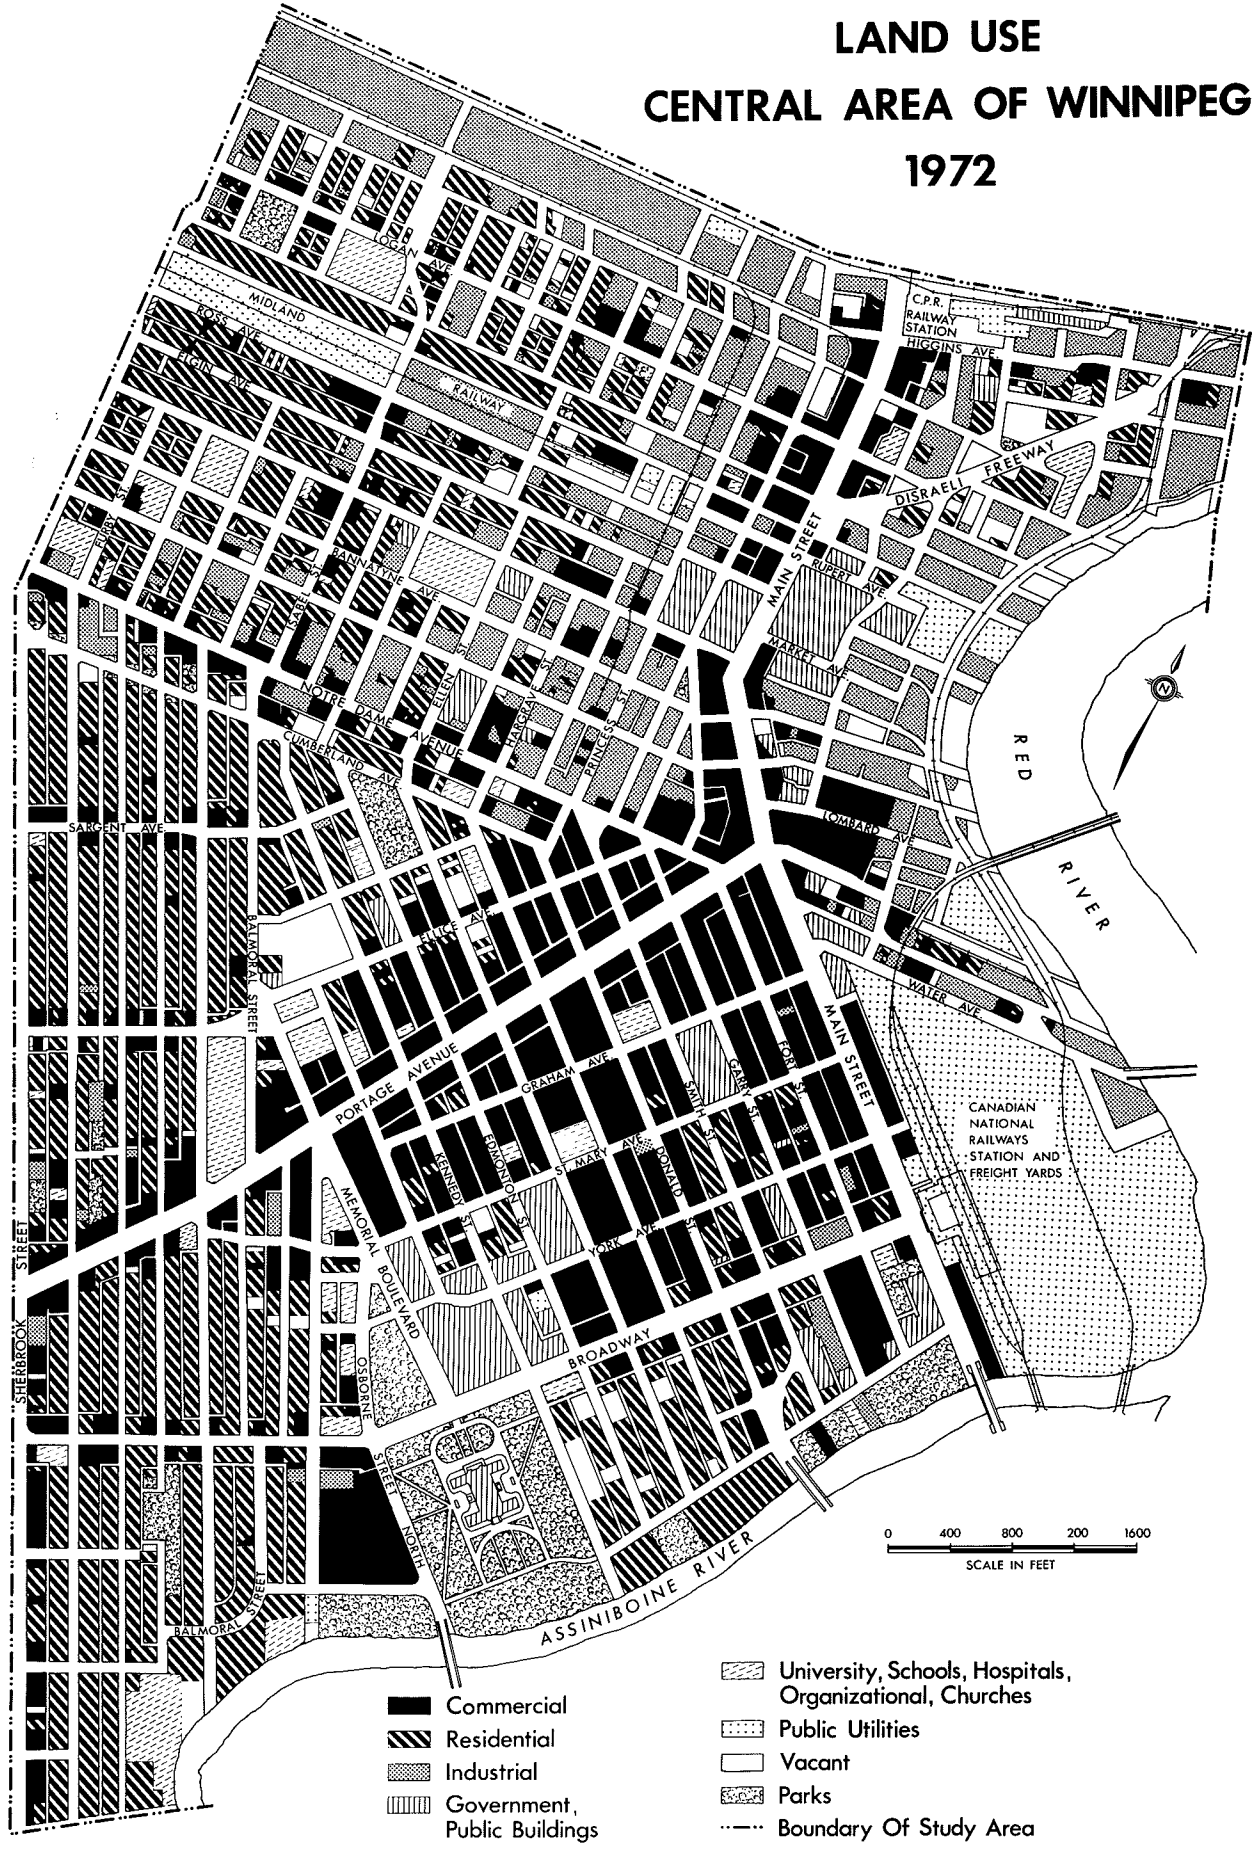 LAND USE
CENTRAL AREA OF WINNIPEG
1972
LOGAN AVE.
MIDLAND
RAILWAY
ROSS AVE.
ELGIN AVE.
C.P.R.
RAILWAY
STATION
HIGGINS AVE.
DISRAELI FREEWAY
MAIN STREET
RUPERT AVE.
MARKET AVE.
BANNATYNE AVE.
ISABEL ST.
ELLEN ST.
HARGRAVE ST.
PRINCESS ST.
NOTRE DAME AVENUE
CUMBERLAND AVE.
SARGENT AVE.
LOMBARD AVE.
ELLICE AVE.
BALMORAL STREET
N
RED
RIVER
WATER AVE.
MAIN STREET
PORTAGE AVENUE
GRAHAM AVE.
FORT ST.
GARRY ST.
SMITH ST.
DONALD ST.
ST. MARY AVE.
EDMONTON ST.
KENNEDY ST.
YORK AVE.
CANADIAN
NATIONAL
RAILWAYS
STATION AND
FREIGHT YARDS
MEMORIAL BOULEVARD
SHERBROOK STREET
BROADWAY
OSBORNE
STREET NORTH
BALMORAL STREET
ASSINIBOINE RIVER
0 400 800 200 1600
SCALE IN FEET
Commercial
Residential
Industrial
Government,
Public Buildings
University, Schools, Hospitals,
Organizational, Churches
Public Utilities
Vacant
Parks
Boundary Of Study Area